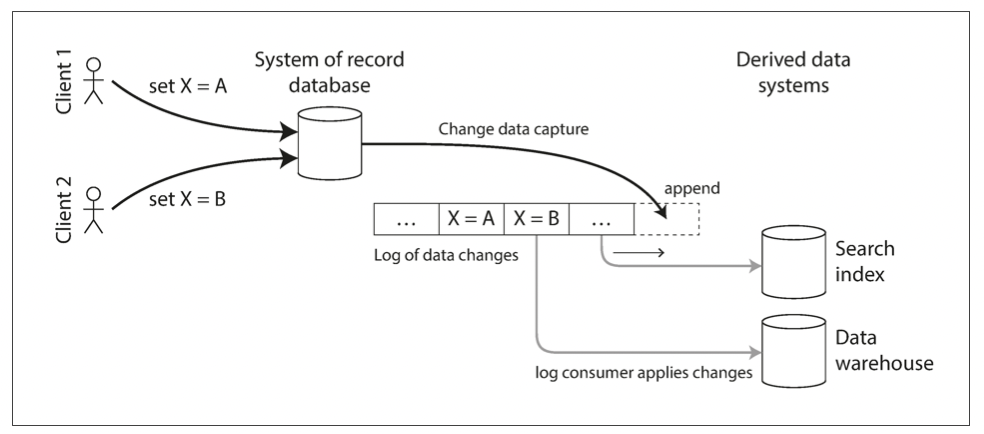 Client 1
set X = A
System of record
database
Derived data
systems
Change data capture
Client 2
set X = B
append
… X = A X = B …
Log of data changes
Search
index
Data
warehouse
log consumer applies changes